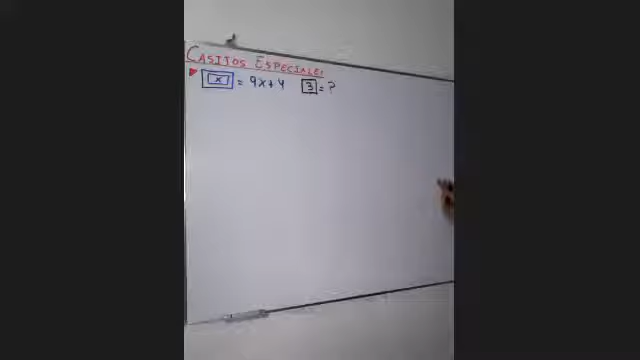 CASITOS ESPECIALES
[x] = 9x+4 [3] = ?